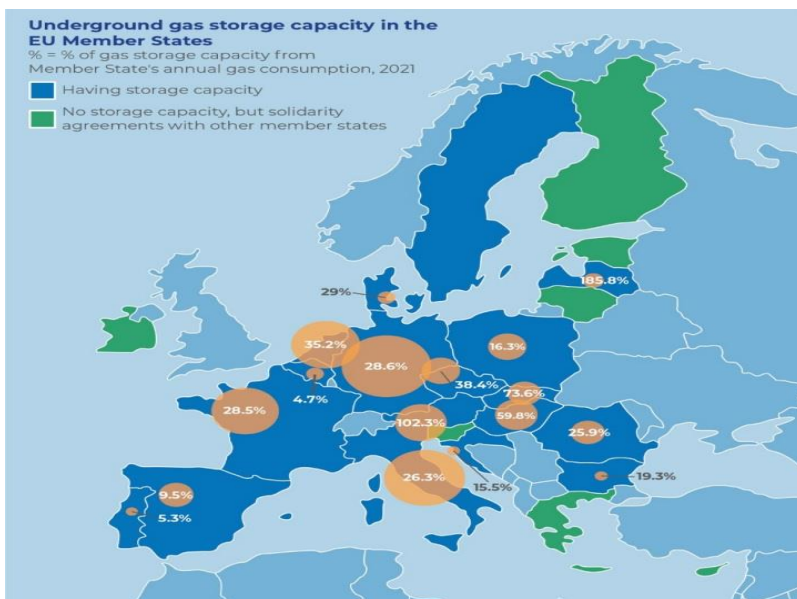 Underground gas storage capacity in the
EU Member States
% = % of gas storage capacity from
Member State's annual gas consumption, 2021
Having storage capacity
No storage capacity, but solidarity
agreements with other member states
185.8%
29%
35.2%
16.3%
28.6%
38.4%
4.7%
73.6%
28.5%
59.8%
102.3%
25.9%
26.3%
15.5%
19.3%
9.5%
5.3%